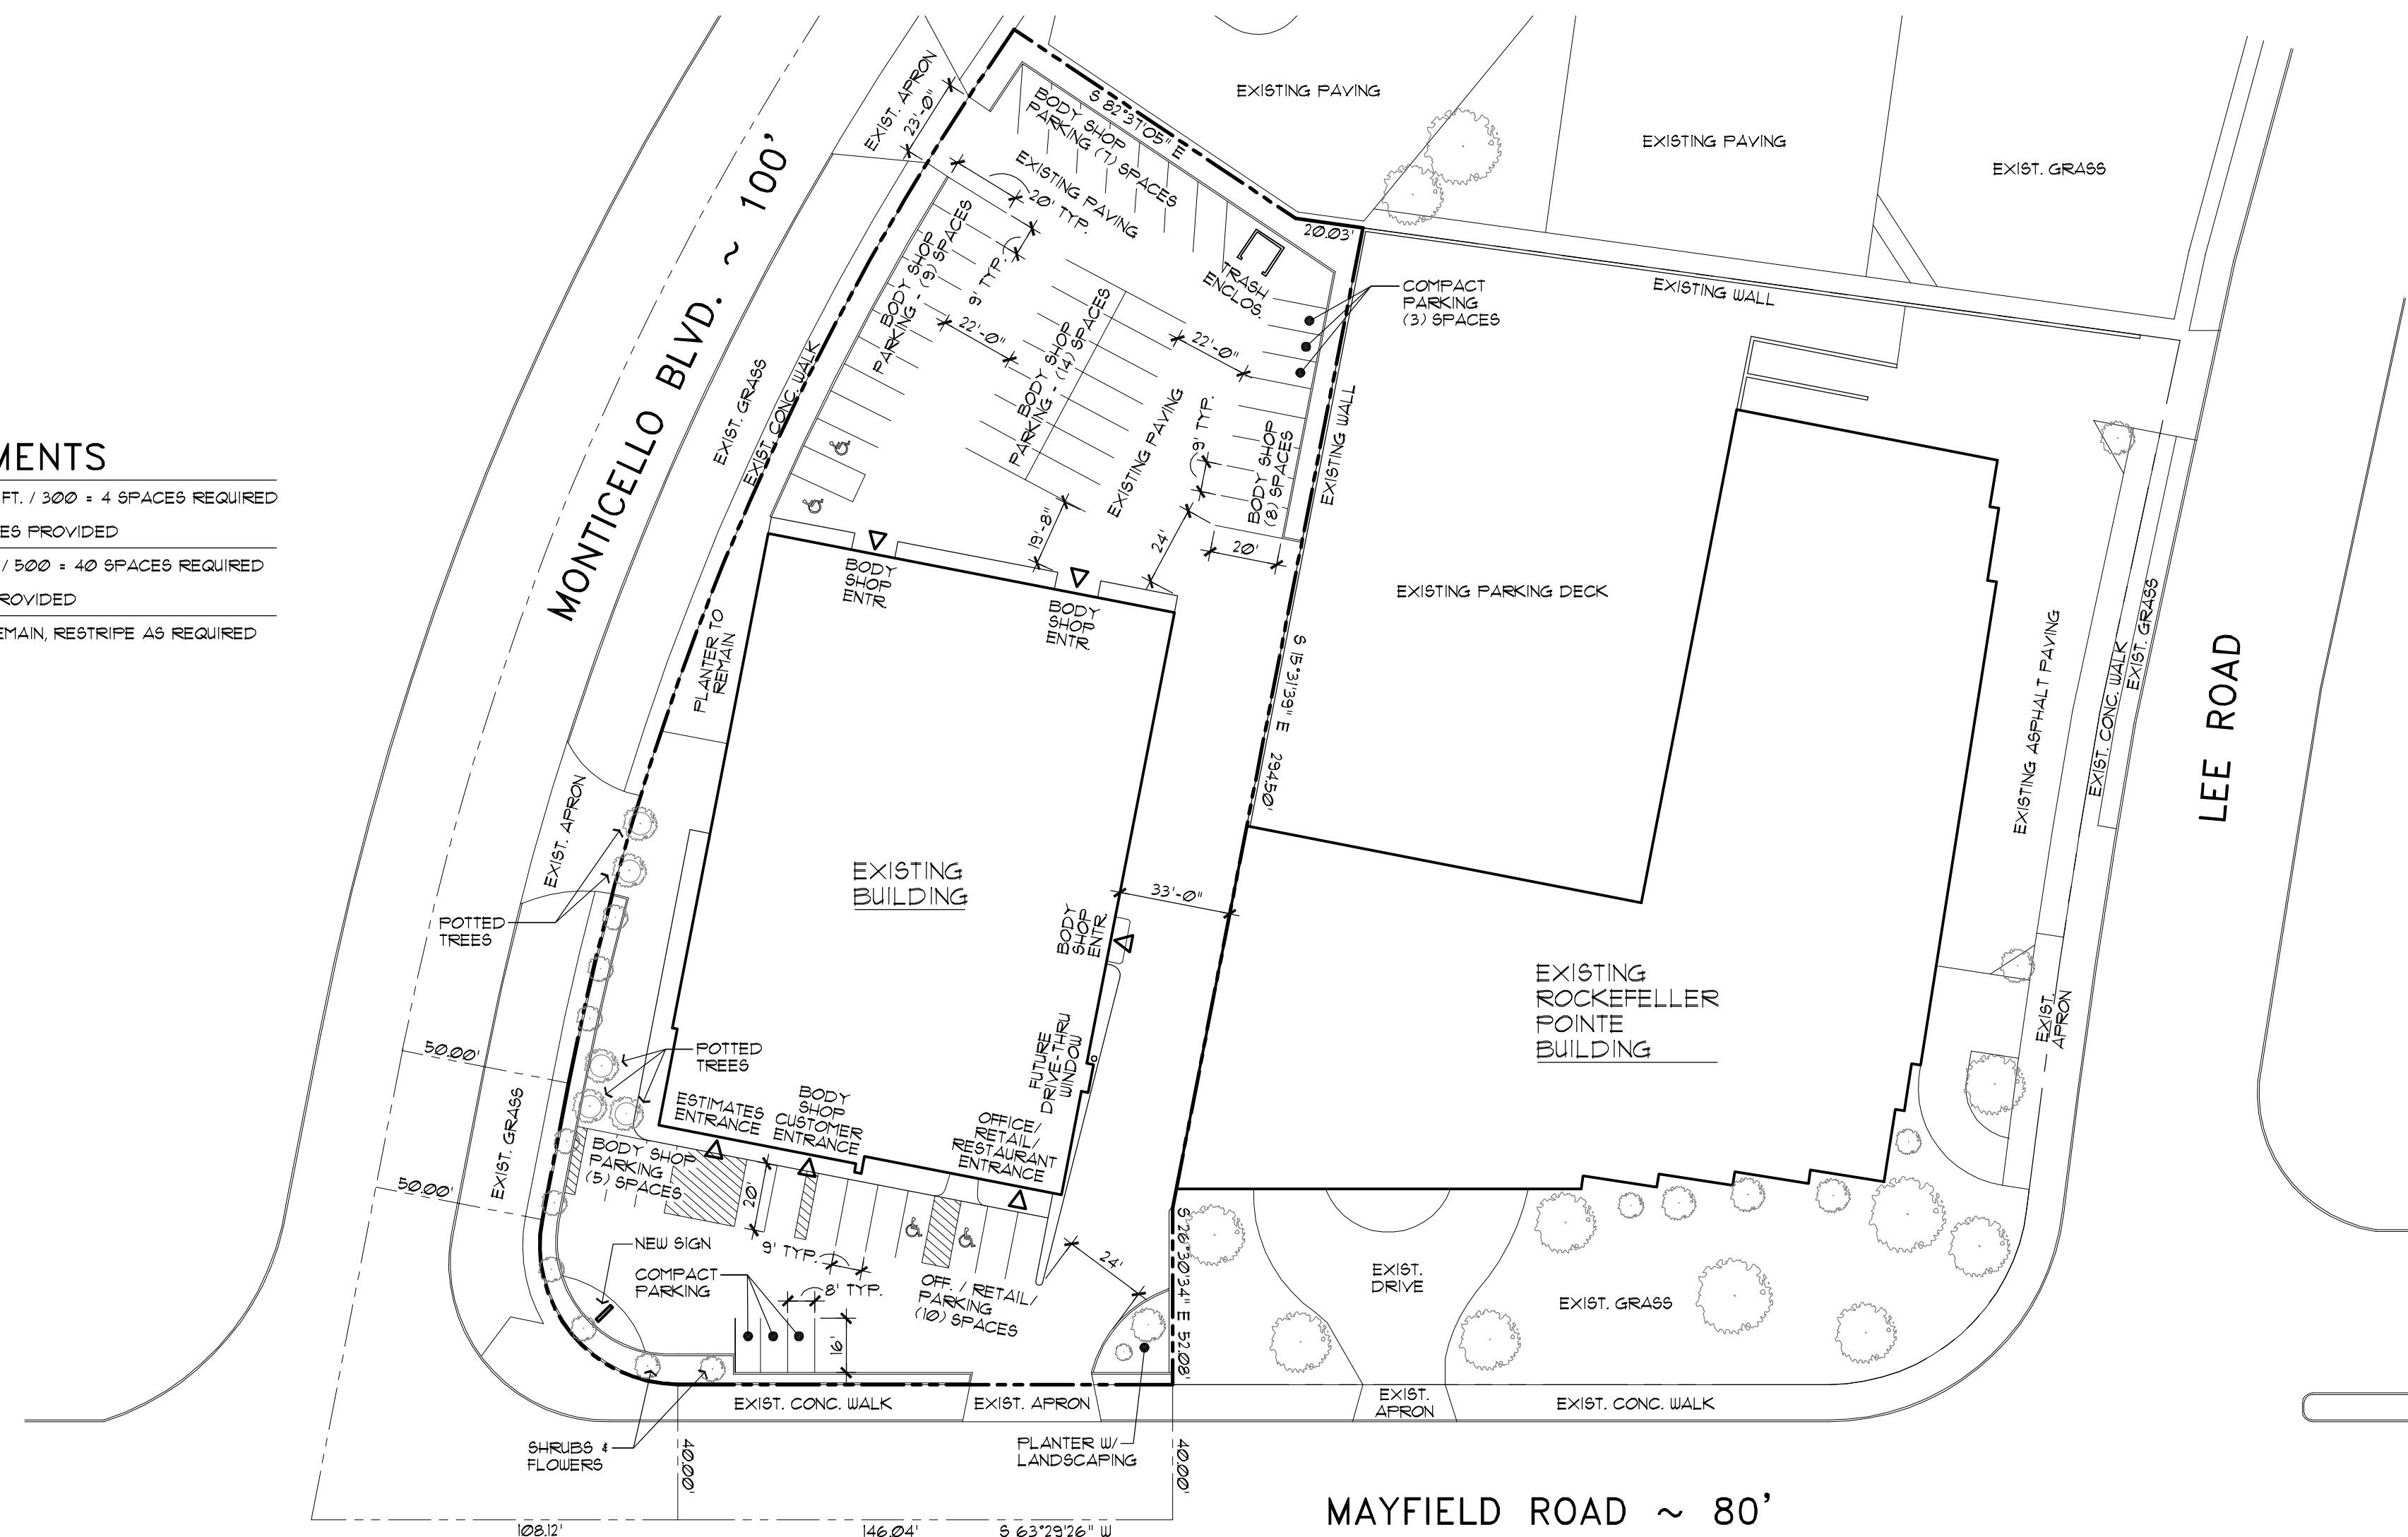 MENTS
FT. / 300 = 4 SPACES REQUIRED
ES PROVIDED
/ 500 = 40 SPACES REQUIRED
ROVIDED
EMAIN, RESTRIPE AS REQUIRED
MONTICELLO BLVD. ~ 100'
EXIST. APRON
23'-0"
S 82°37'05" E
BODY SHOP
PARKING (7) SPACES
EXISTING PAVING
20' TYP.
9' TYP.
BODY SHOP
PARKING - (9) SPACES
22'-0"
BODY SHOP
PARKING - (14) SPACES
22'-0"
EXISTING PAVING
9' TYP.
BODY SHOP
(8) SPACES
19'-8"
24'
20'
TRASH
ENCLOS.
20.03'
COMPACT
PARKING
(3) SPACES
EXISTING WALL
EXISTING WALL
EXISTING PAVING
EXISTING PAVING
EXIST. GRASS
EXIST. GRASS
EXIST. CONC. WALK
PLANTER TO
REMAIN
BODY
SHOP
ENTR.
BODY
SHOP
ENTR.
EXISTING PARKING DECK
S 15°31'39" E 294.50'
EXISTING ASPHALT PAVING
EXIST. CONC. WALK
EXIST. GRASS
LEE ROAD
EXIST. APRON
EXISTING
BUILDING
33'-0"
BODY
SHOP
ENTR.
POTTED
TREES
EXISTING
ROCKEFELLER
POINTE
BUILDING
EXIST.
APRON
50.00'
POTTED
TREES
FUTURE
DRIVE-THRU
WINDOW
ESTIMATES
ENTRANCE
BODY
SHOP
CUSTOMER
ENTRANCE
OFFICE/
RETAIL/
RESTAURANT
ENTRANCE
EXIST. GRASS
50.00'
BODY SHOP
PARKING
(5) SPACES
20'
9' TYP.
NEW SIGN
COMPACT
PARKING
8' TYP.
16'
OFF. / RETAIL/
PARKING
(10) SPACES
24'
S 26°30'34" E 52.08'
EXIST.
DRIVE
EXIST. GRASS
EXIST. CONC. WALK
EXIST. APRON
EXIST.
APRON
EXIST. CONC. WALK
SHRUBS &
FLOWERS
40.00'
PLANTER W/
LANDSCAPING
40.00'
MAYFIELD ROAD ~ 80'
108.12'
146.04'
S 63°29'26" W